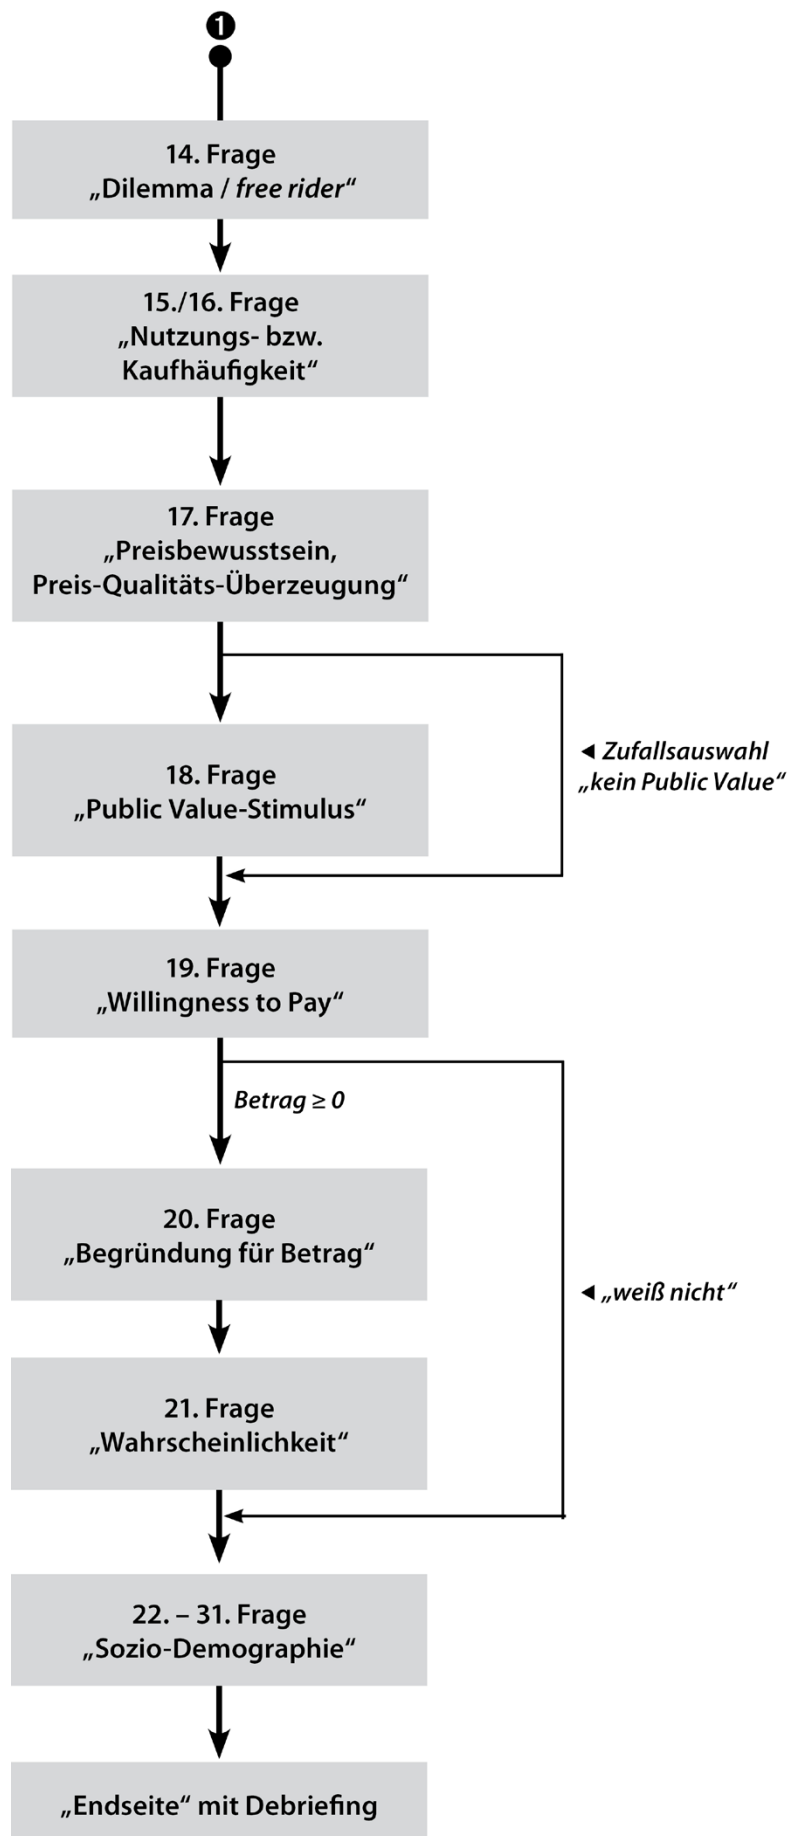 1
14. Frage
„Dilemma / free rider“
15./16. Frage
„Nutzungs- bzw.
Kaufhäufigkeit“
17. Frage
„Preisbewusstsein,
Preis-Qualitäts-Überzeugung“
18. Frage
„Public Value-Stimulus“
◄ Zufallsauswahl
„kein Public Value“
19. Frage
„Willingness to Pay“
Betrag ≥ 0
20. Frage
„Begründung für Betrag“
◄ „weiß nicht“
21. Frage
„Wahrscheinlichkeit“
22. – 31. Frage
„Sozio-Demographie“
„Endseite“ mit Debriefing